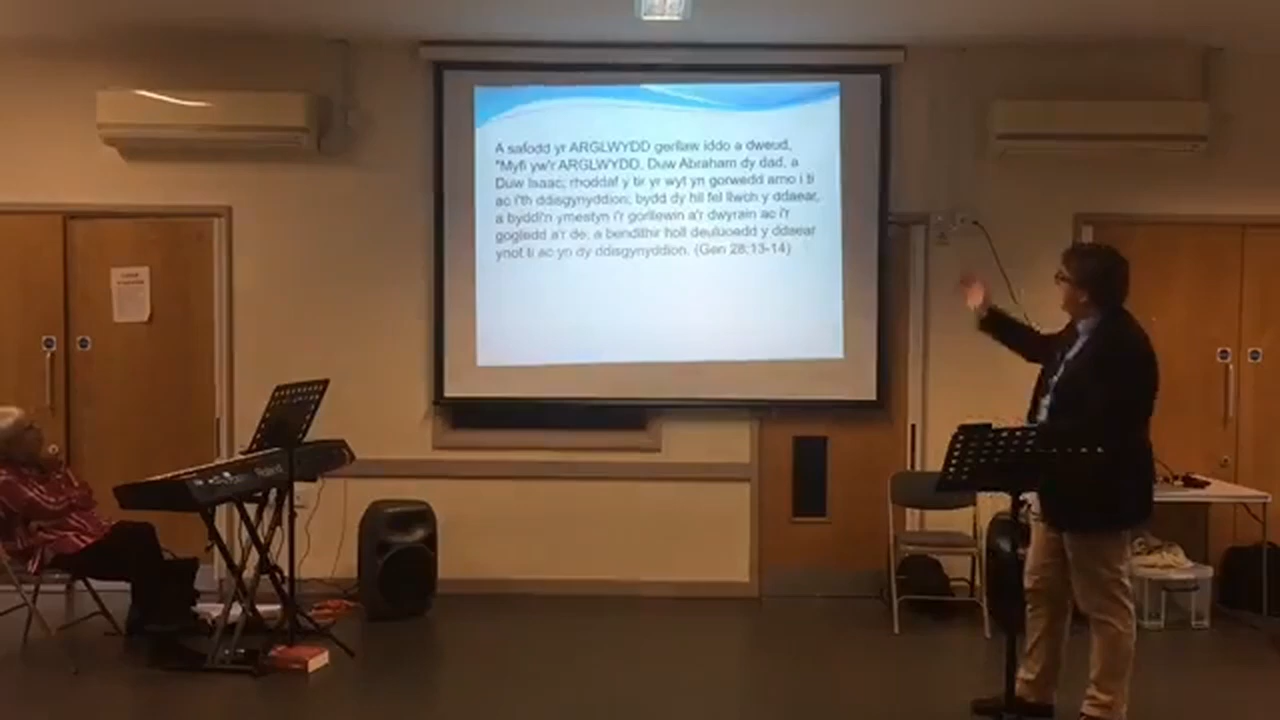 A safodd yr ARGLWYDD gerllaw iddo a dweud,
"Myfi yw'r ARGLWYDD, Duw Abraham dy dad, a
Duw Isaac; rhoddaf y tir yr wyt yn gorwedd arno i ti
ac i'th ddisgynyddion; bydd dy hil fel llwch y ddaear,
a byddi'n ymestyn i'r gorllewin a'r dwyrain ac i'r
gogledd a'r de; a bendithir holl deuluoedd y ddaear
ynot ti ac yn dy ddisgynyddion. (Gen 28:13-14)
Roland